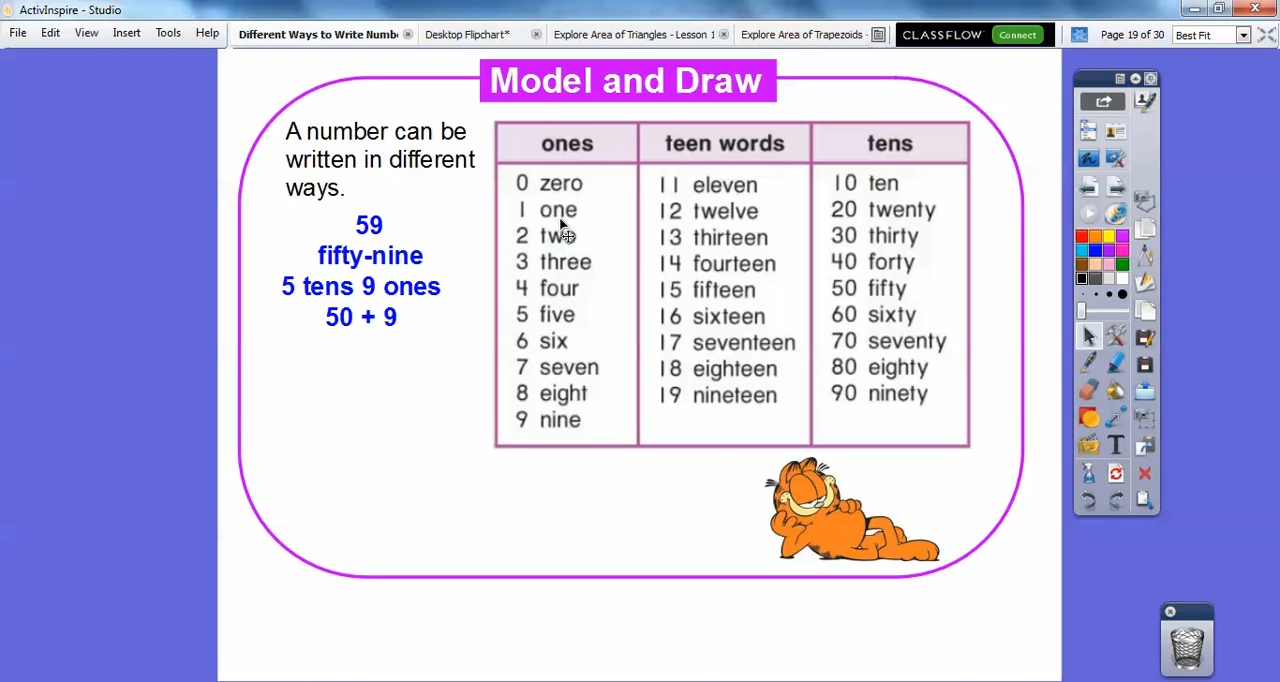 ActivInspire - Studio
File Edit View Insert Tools Help
Different Ways to Write Numb Desktop Flipchart* Explore Area of Triangles - Lesson 1 Explore Area of Trapezoids - CLASSFLOW Connect Page 19 of 30 Best Fit
Model and Draw
A number can be
written in different
ways.
59
fifty-nine
5 tens 9 ones
50 + 9
ones teen words tens
0 zero 11 eleven 10 ten
1 one 12 twelve 20 twenty
2 two 13 thirteen 30 thirty
3 three 14 fourteen 40 forty
4 four 15 fifteen 50 fifty
5 five 16 sixteen 60 sixty
6 six 17 seventeen 70 seventy
7 seven 18 eighteen 80 eighty
8 eight 19 nineteen 90 ninety
9 nine